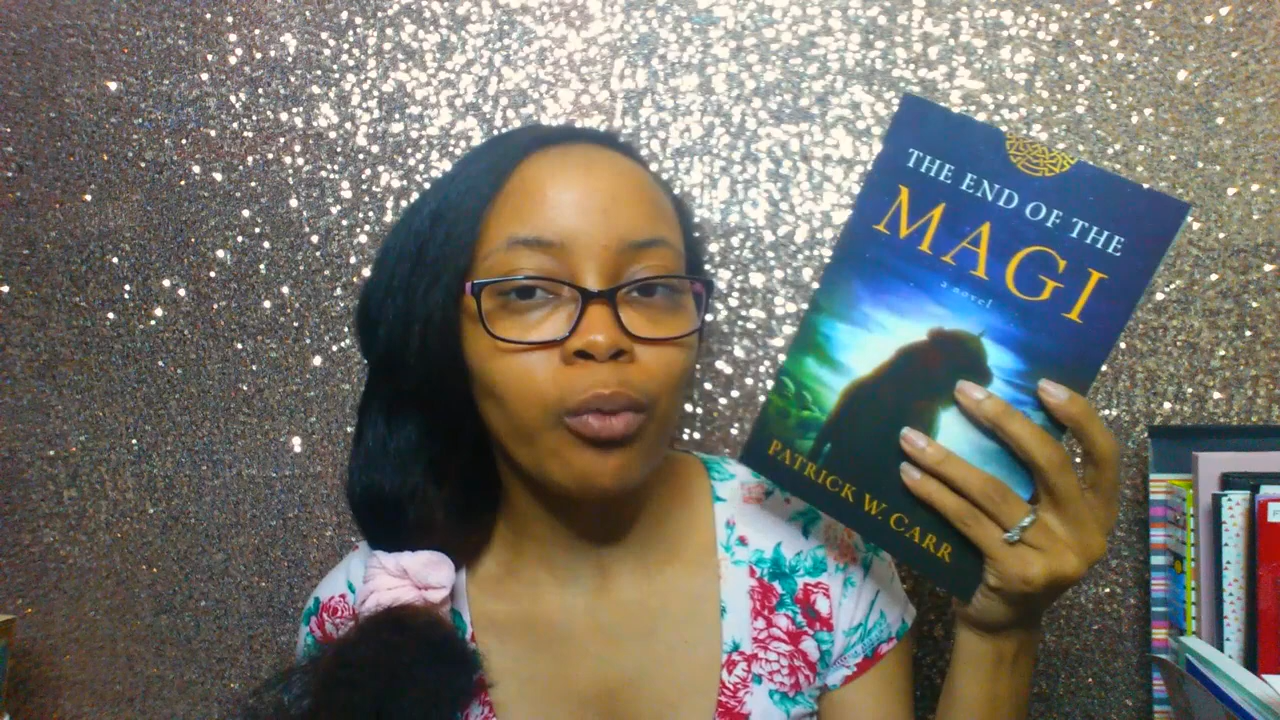 THE END OF THE
MAGI
a novel
PATRICK W. CARR